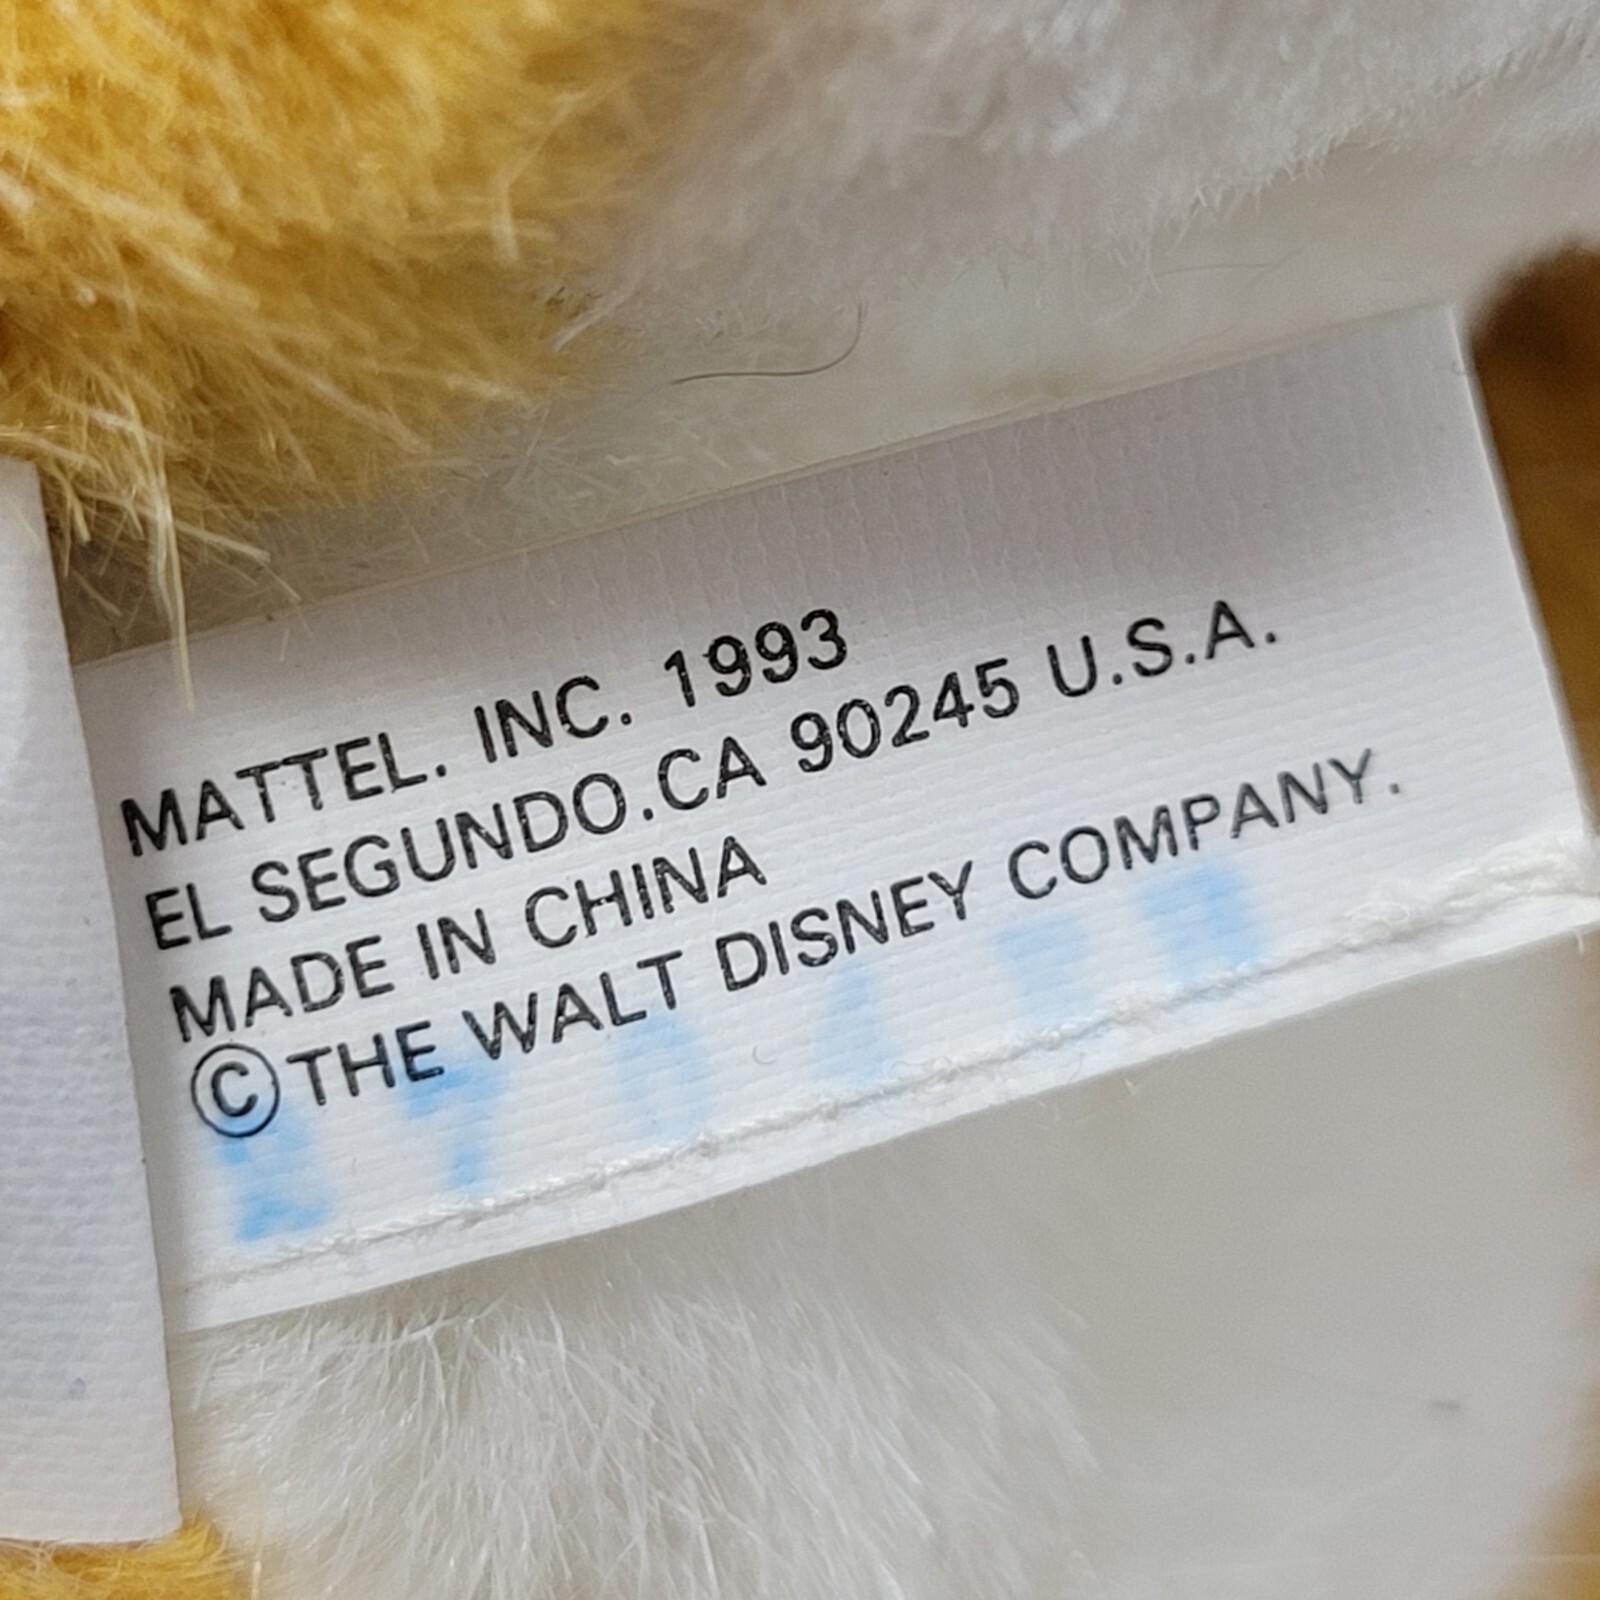 MATTEL. INC. 1993
EL SEGUNDO.CA 90245 U.S.A.
MADE IN CHINA
©THE WALT DISNEY COMPANY.